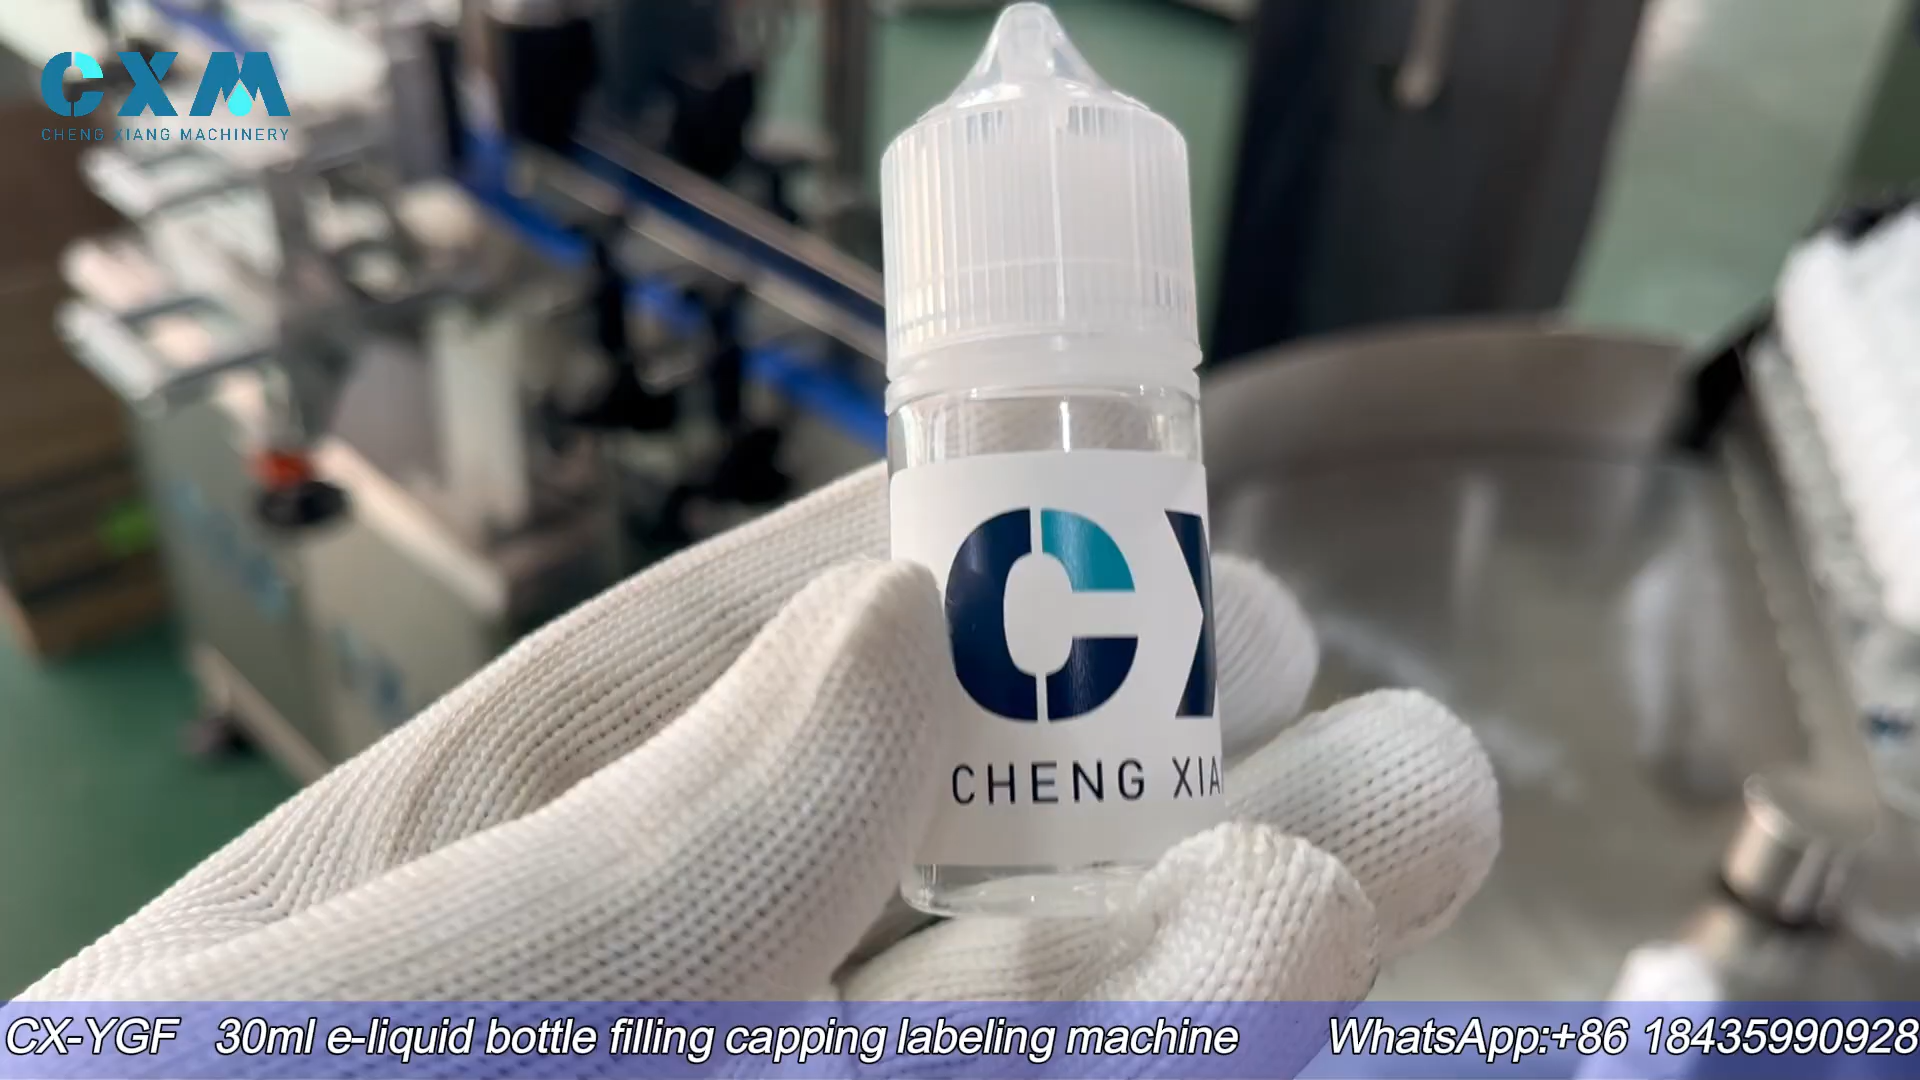 CXM
CHENG XIANG MACHINERY
CX
CHENG XIA
CX-YGF 30ml e-liquid bottle filling capping labeling machine WhatsApp:+86 18435990928